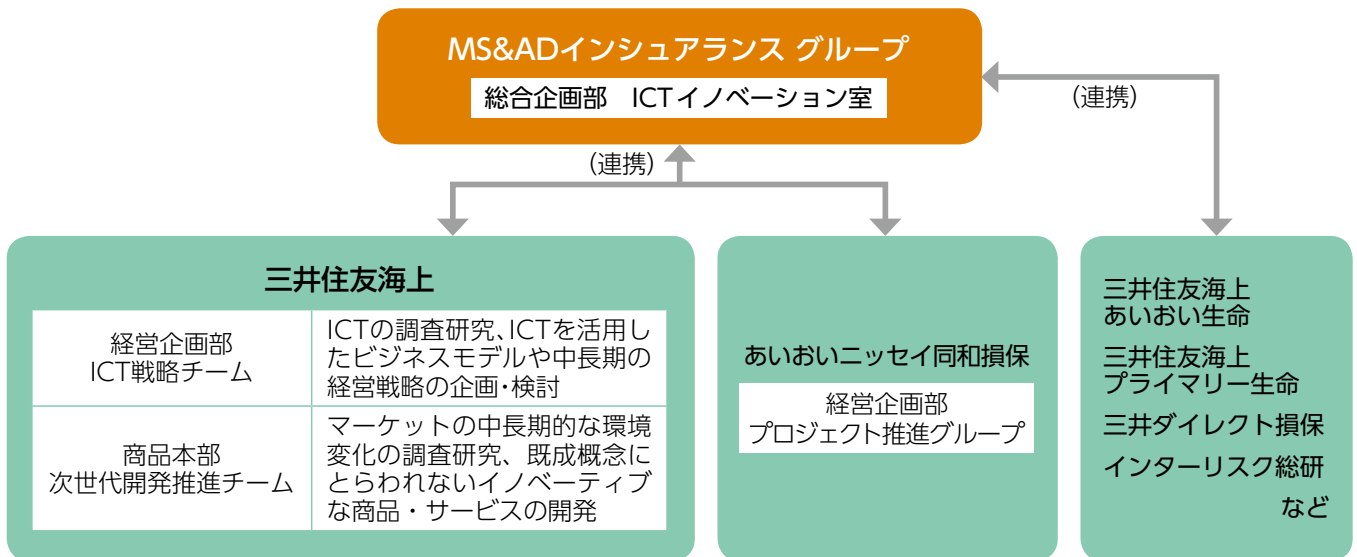 MS&ADインシュアランス グループ
総合企画部　ICTイノベーション室
（連携）
（連携）
三井住友海上
経営企画部
ICT戦略チーム
ICTの調査研究、ICTを活用し
たビジネスモデルや中長期の
経営戦略の企画・検討
商品本部
次世代開発推進チーム
マーケットの中長期的な環境
変化の調査研究、既成概念に
とらわれないイノベーティブ
な商品・サービスの開発
あいおいニッセイ同和損保
経営企画部
プロジェクト推進グループ
三井住友海上
あいおい生命
三井住友海上
プライマリー生命
三井ダイレクト損保
インターリスク総研
など